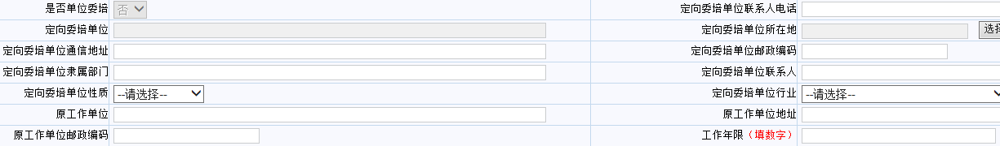 是否单位委培 否 定向委培单位联系人电话
定向委培单位 定向委培单位所在地 选择
定向委培单位通信地址 定向委培单位邮政编码
定向委培单位隶属部门 定向委培单位联系人
定向委培单位性质 --请选择-- 定向委培单位行业 --请选择--
原工作单位 原工作单位地址
原工作单位邮政编码 工作年限（填数字）